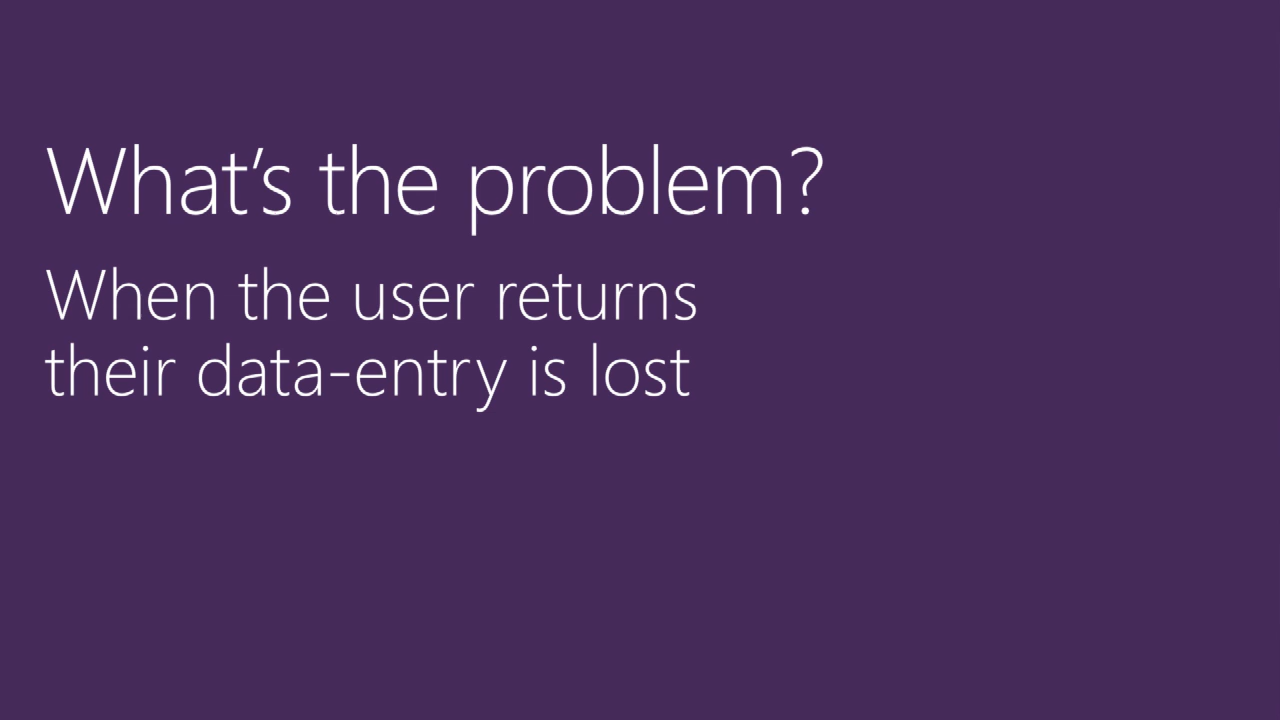 What's the problem?
When the user returns
their data-entry is lost